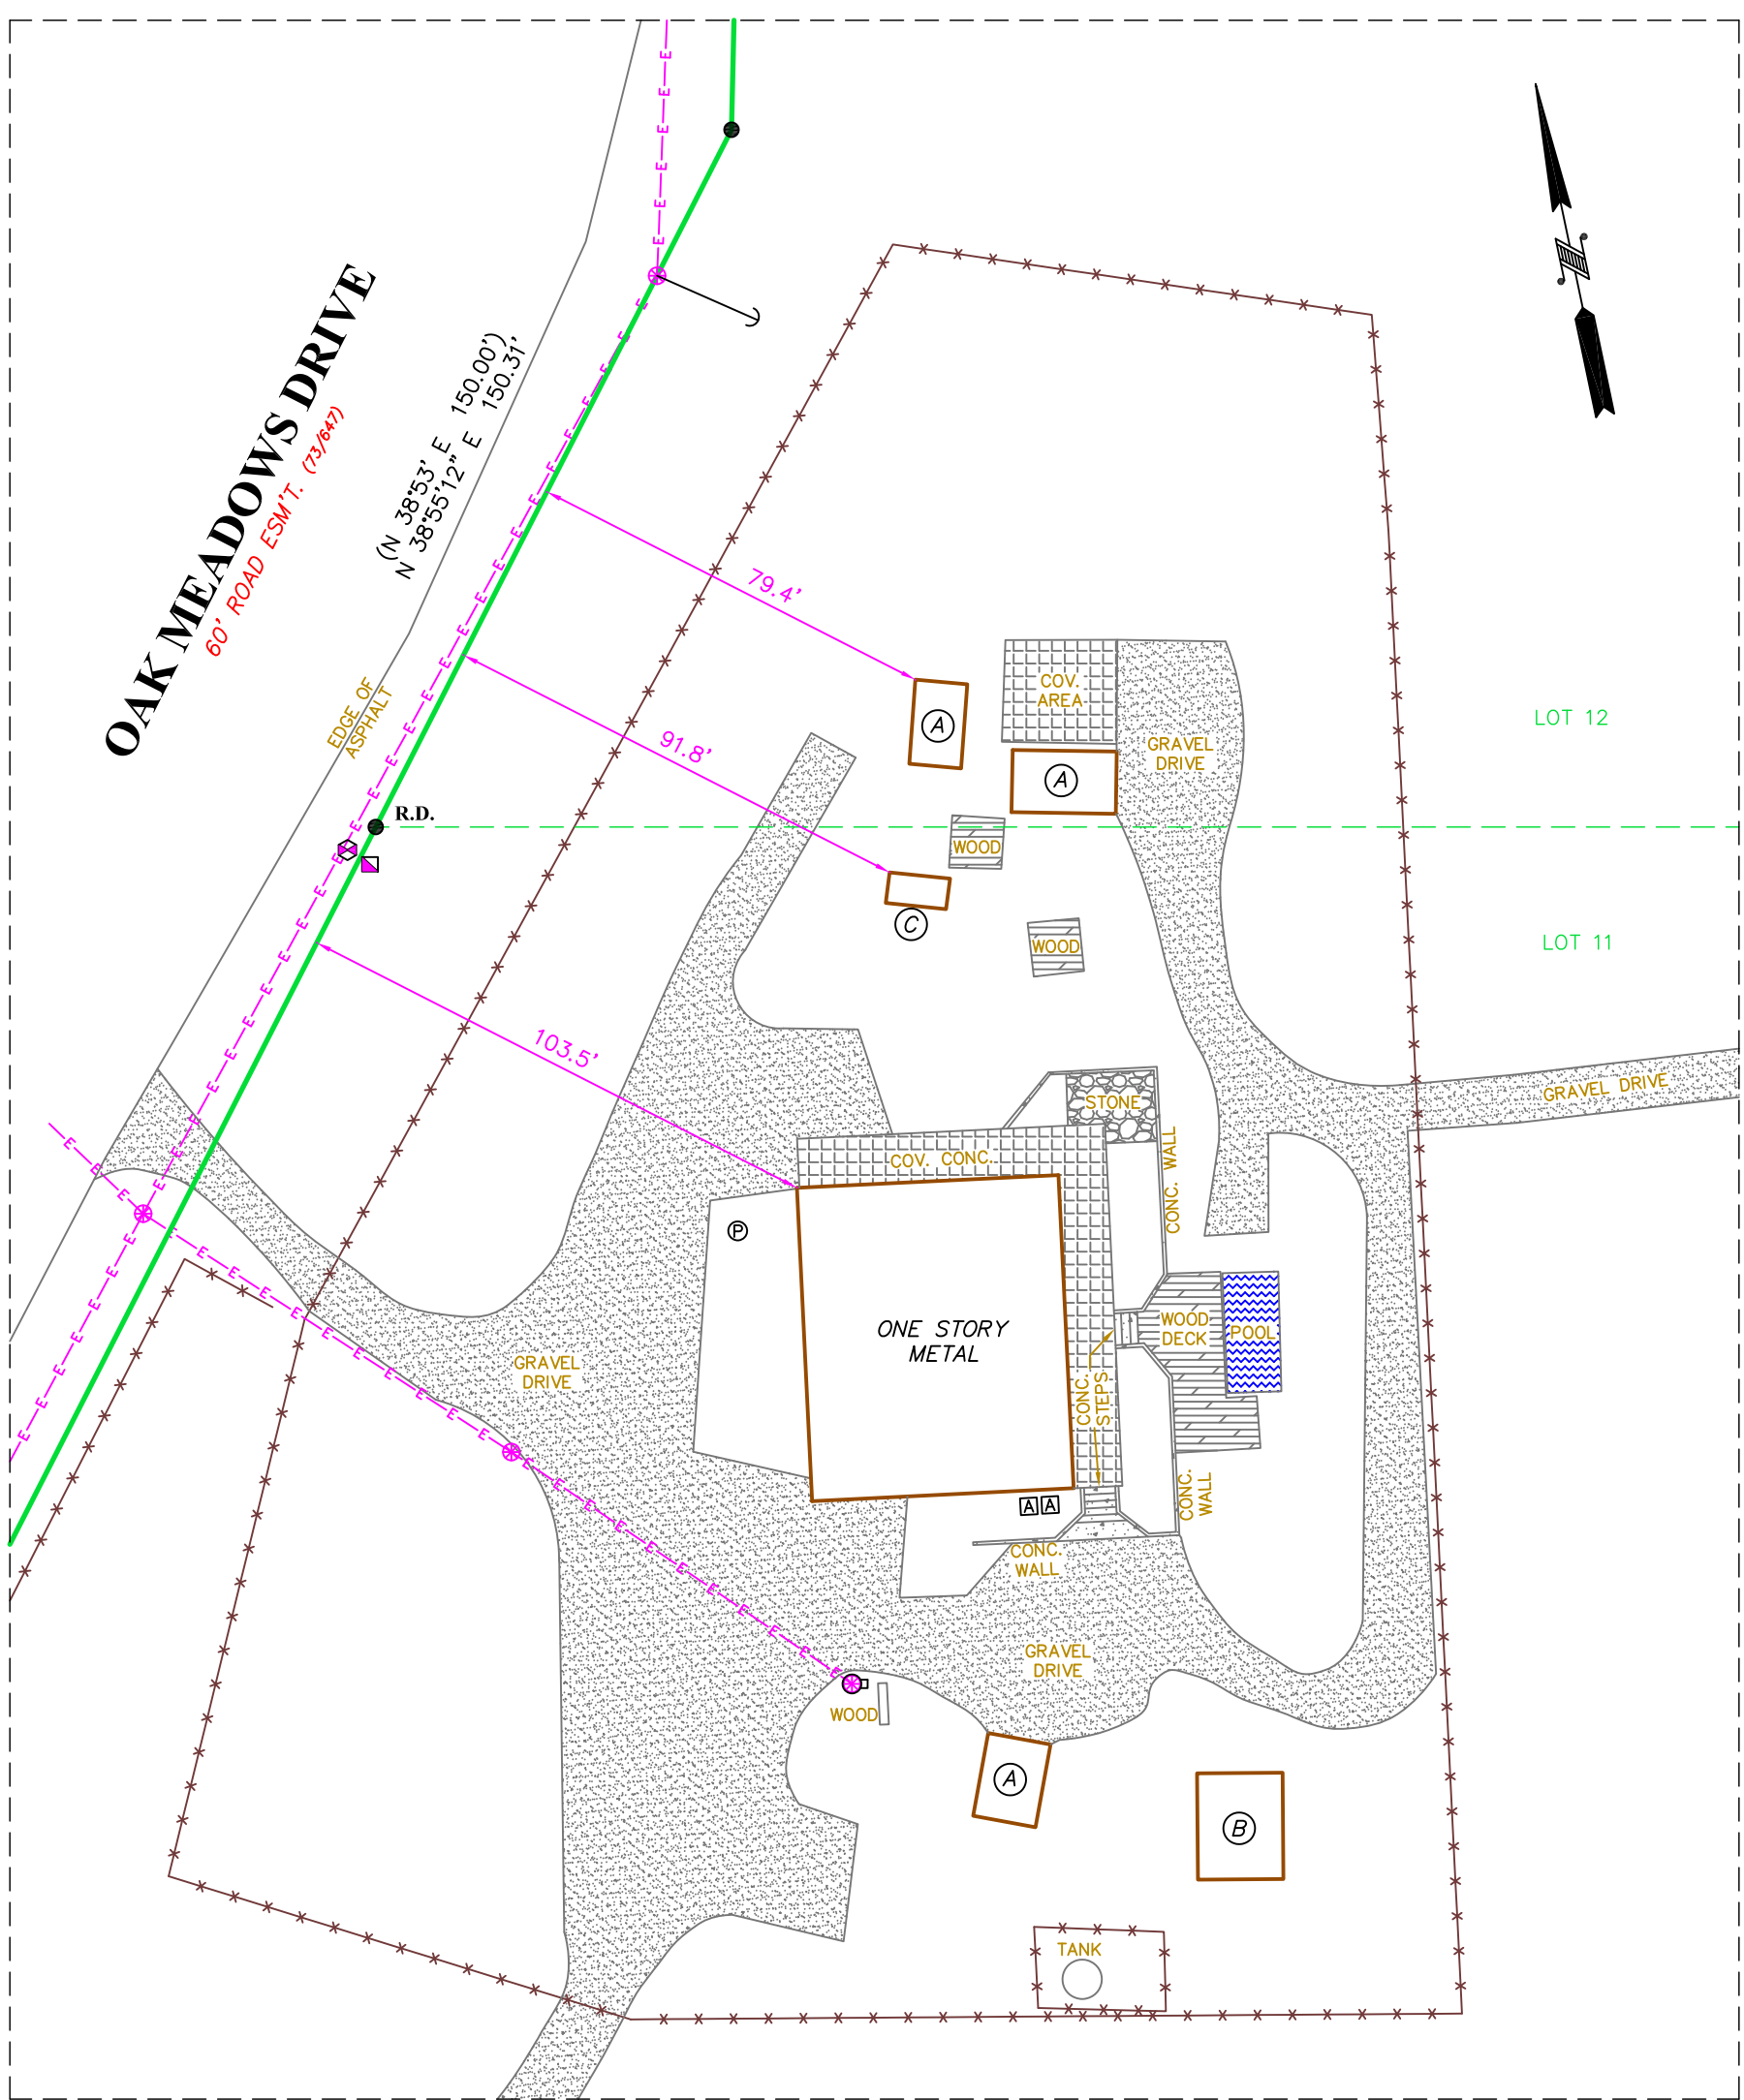 OAK MEADOWS DRIVE
60' ROAD ESM'T. (73/647)
(N 38°53' E 150.00')
N 38°55'12" E 150.31'
EDGE OF
ASPHALT
R.D.
79.4'
91.8'
103.5'
COV.
AREA
A
A
GRAVEL
DRIVE
WOOD
C
WOOD
LOT 12
LOT 11
GRAVEL DRIVE
STONE
COV. CONC.
CONC. WALL
P
ONE STORY
METAL
WOOD
DECK
POOL
CONC.
STEPS
GRAVEL
DRIVE
CONC.
WALL
A A
CONC.
WALL
GRAVEL
DRIVE
WOOD
A
B
TANK
E E E E E E E E E E E E E E E E E E E E E E E E E E E E E E
E E E E E E E E E E E E E E E E E E E E E E E E E